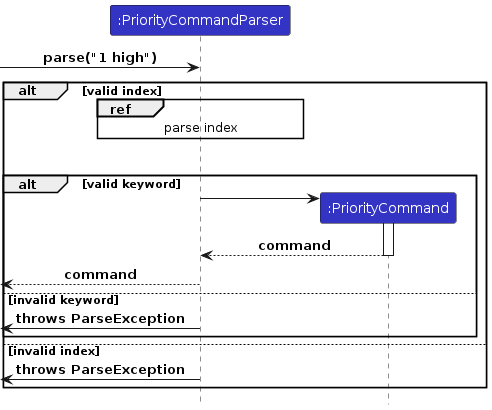 :PriorityCommandParser
parse("1 high")
alt [valid index]
ref
parse index
alt [valid keyword]
:PriorityCommand
command
command
[invalid keyword]
throws ParseException
[invalid index]
throws ParseException